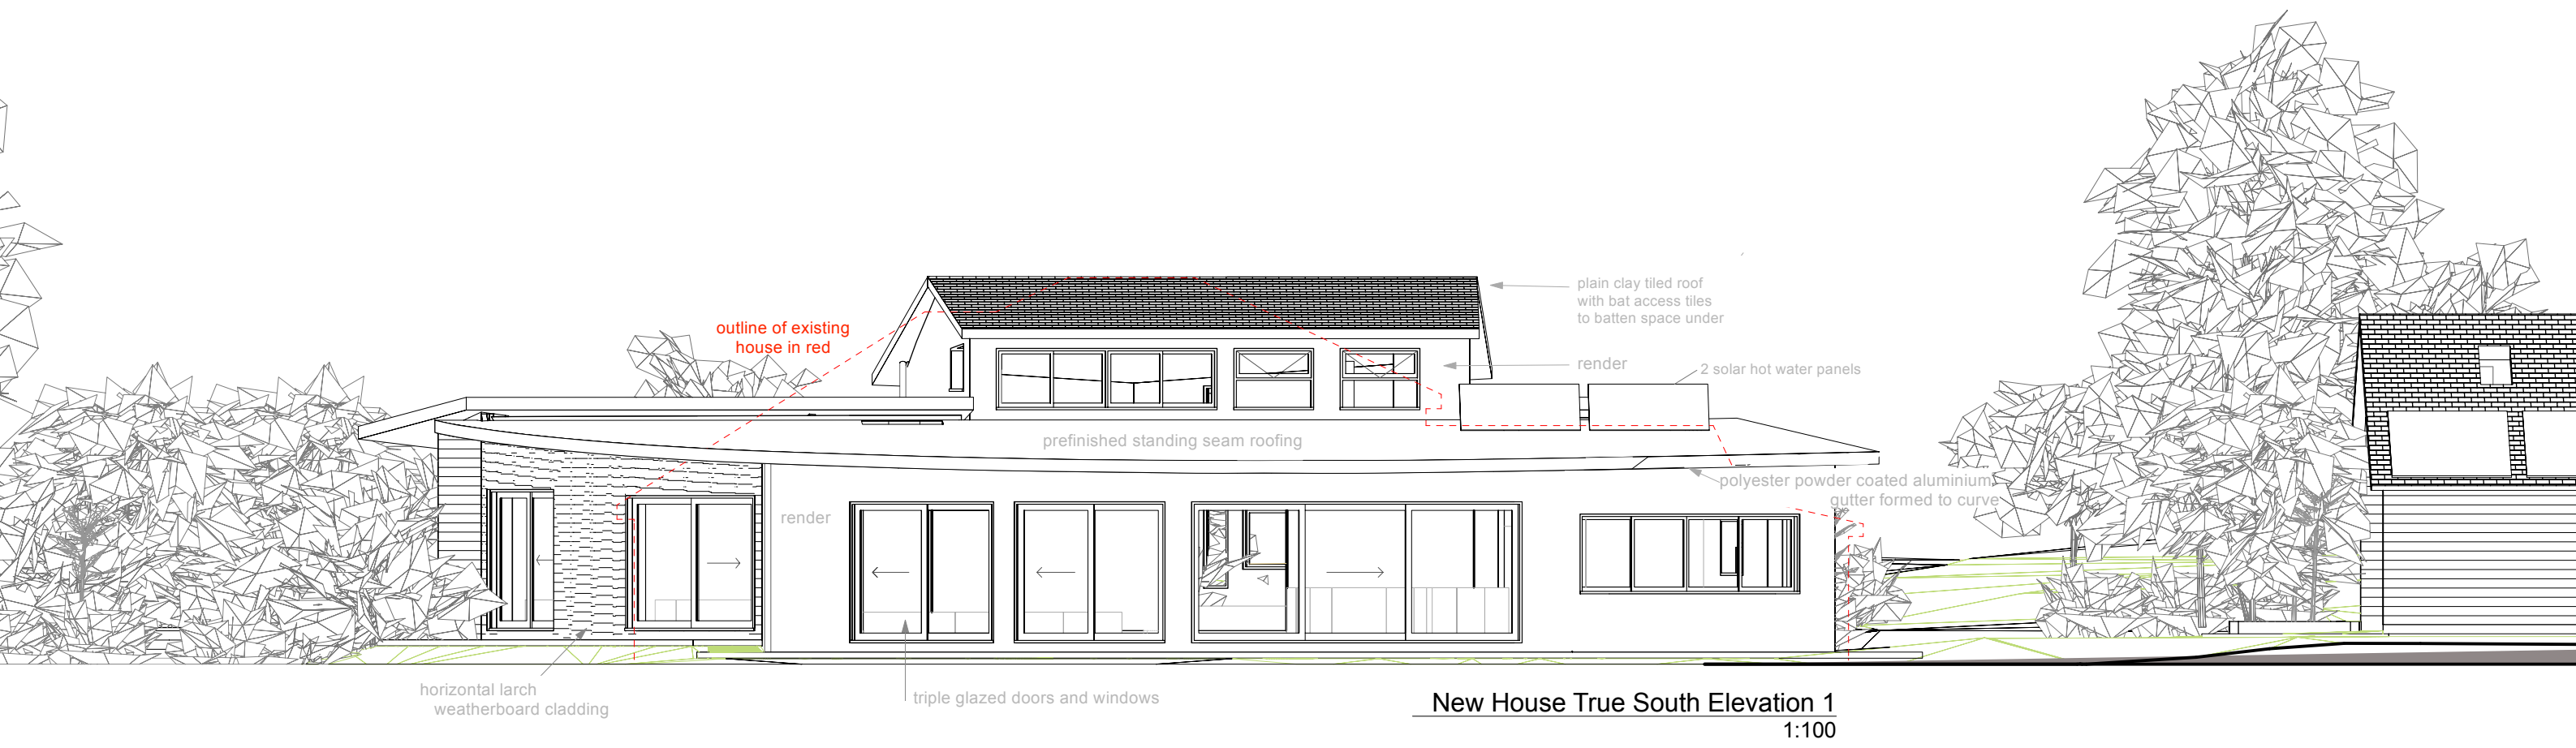 plain clay tiled roof
with bat access tiles
to batten space under
outline of existing
house in red
render
2 solar hot water panels
prefinished standing seam roofing
polyester powder coated aluminium
gutter formed to curve
render
horizontal larch
weatherboard cladding
triple glazed doors and windows
New House True South Elevation 1
1:100